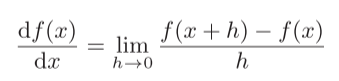 df(x)/dx = lim_{h→0} (f(x + h) − f(x))/h